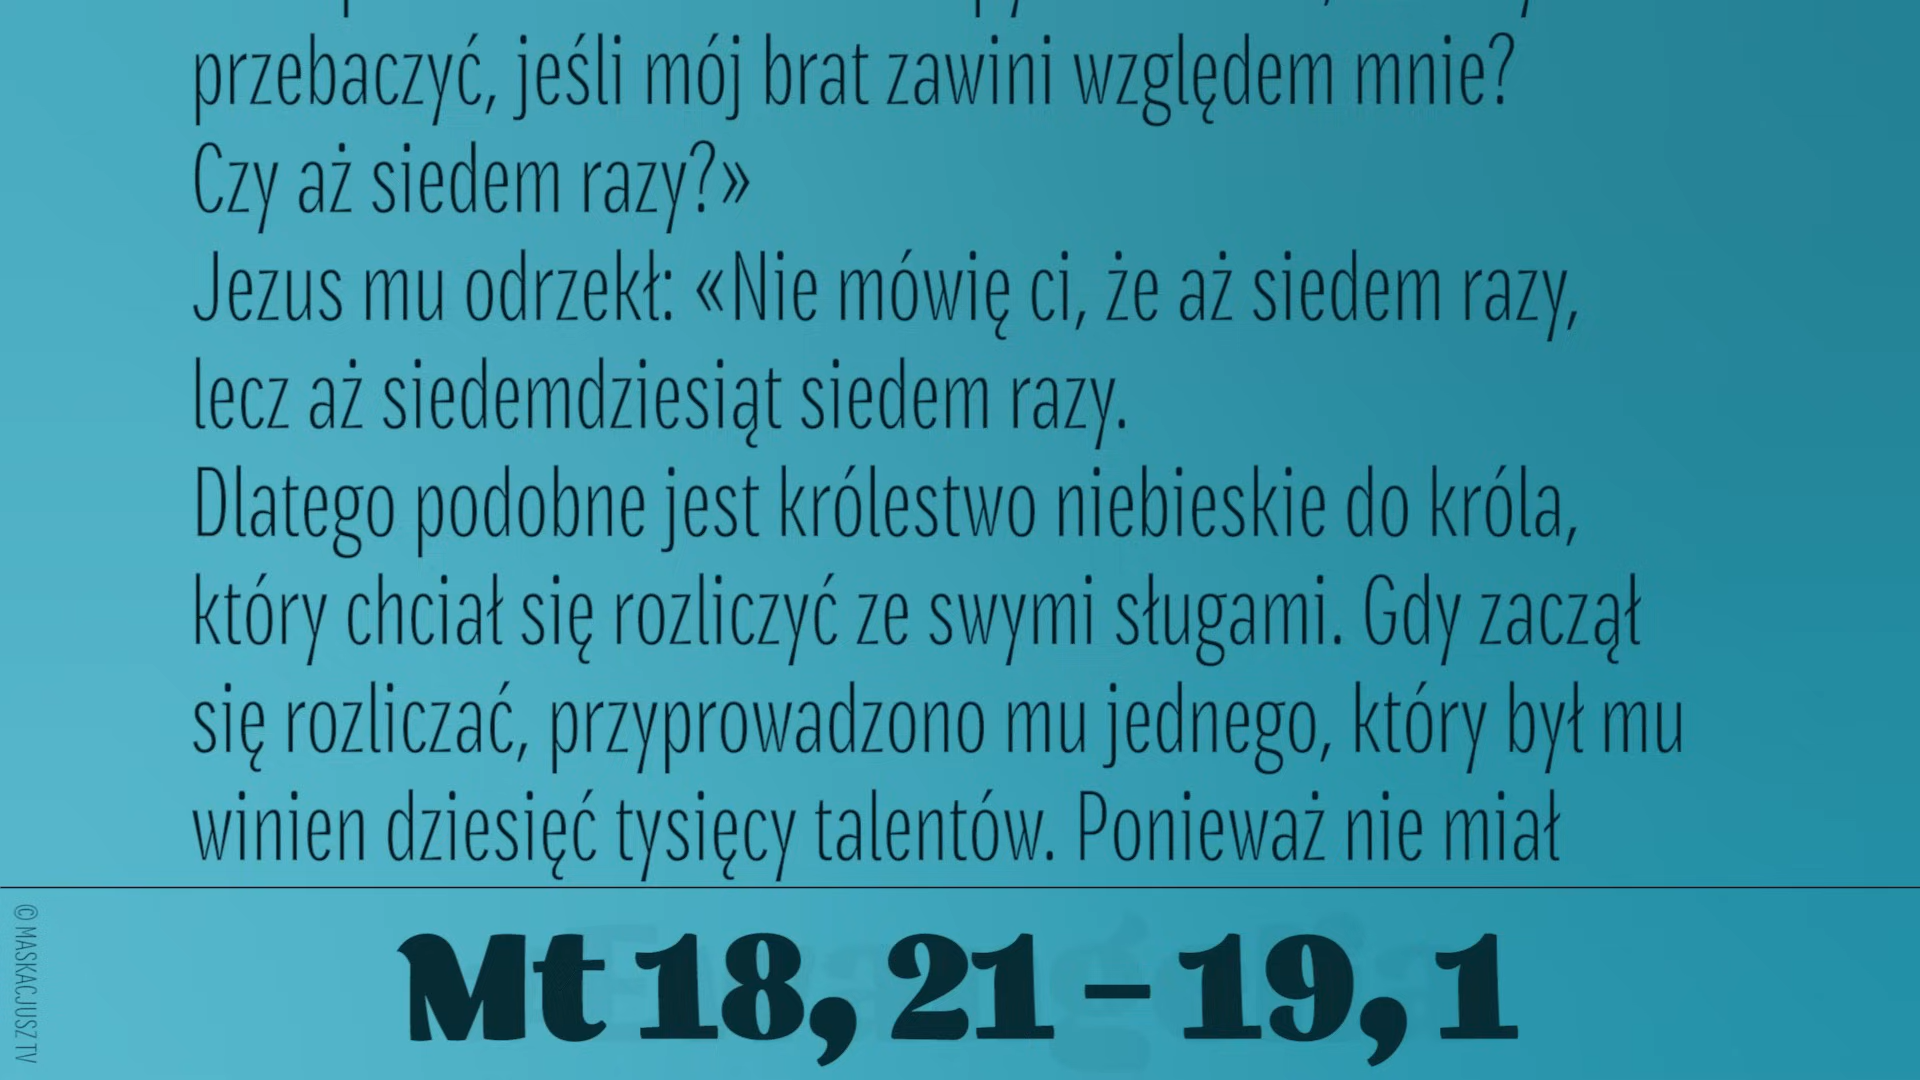 przebaczyć, jeśli mój brat zawini względem mnie?
Czy aż siedem razy?»
Jezus mu odrzekł: «Nie mówię ci, że aż siedem razy,
lecz aż siedemdziesiąt siedem razy.
Dlatego podobne jest królestwo niebieskie do króla,
który chciał się rozliczyć ze swymi sługami. Gdy zaczął
się rozliczać, przyprowadzono mu jednego, który był mu
winien dziesięć tysięcy talentów. Ponieważ nie miał
© MASKACJUSZ TV
Mt 18, 21 – 19, 1